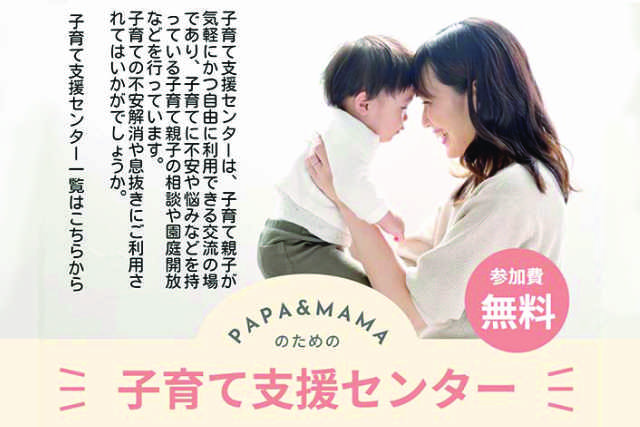 子育て支援センターは、子育て親子が
気軽にかつ自由に利用できる交流の場
であり、子育てに不安や悩みなどを持
っている子育て親子の相談や園庭開放
などを行っています。
子育ての不安解消や息抜きにご利用さ
れてはいかがでしょうか。
子育て支援センター一覧はこちらから
参加費
無料
PAPA&MAMA
のための
子育て支援センター